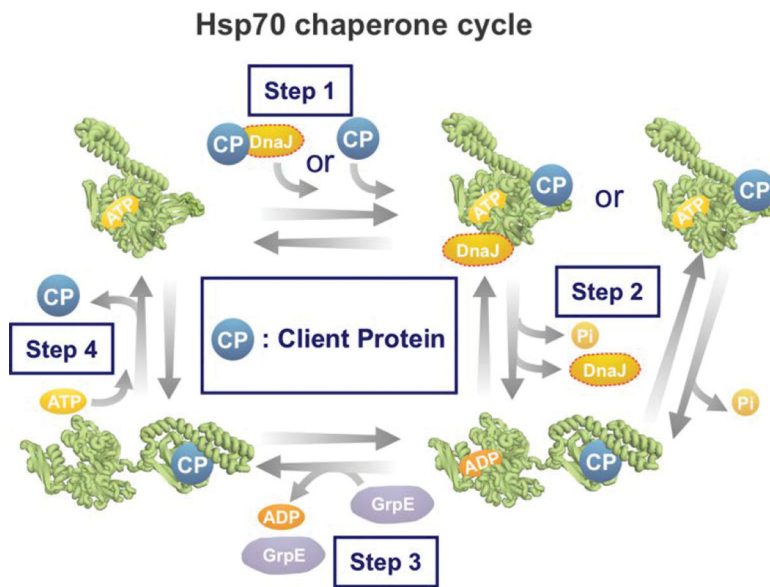 Hsp70 chaperone cycle
Step 1
CP DnaJ or CP
ATP
ATP CP
DnaJ
or
ATP CP
Step 2
Pi
DnaJ
Pi
CP : Client Protein
CP
Step 4
ATP
CP
ADP CP
ADP
GrpE
GrpE
Step 3